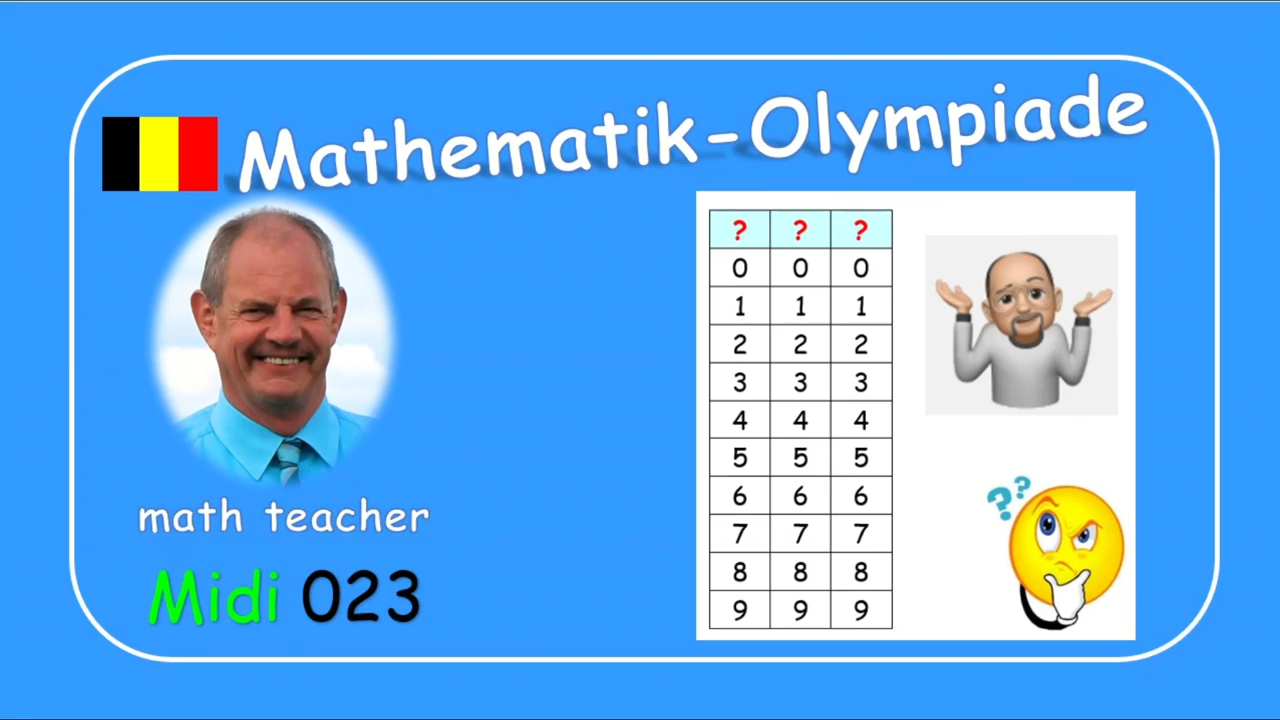 Mathematik-Olympiade
math teacher
Midi 023
? ? ?
0 0 0
1 1 1
2 2 2
3 3 3
4 4 4
5 5 5
6 6 6
7 7 7
8 8 8
9 9 9
? ?